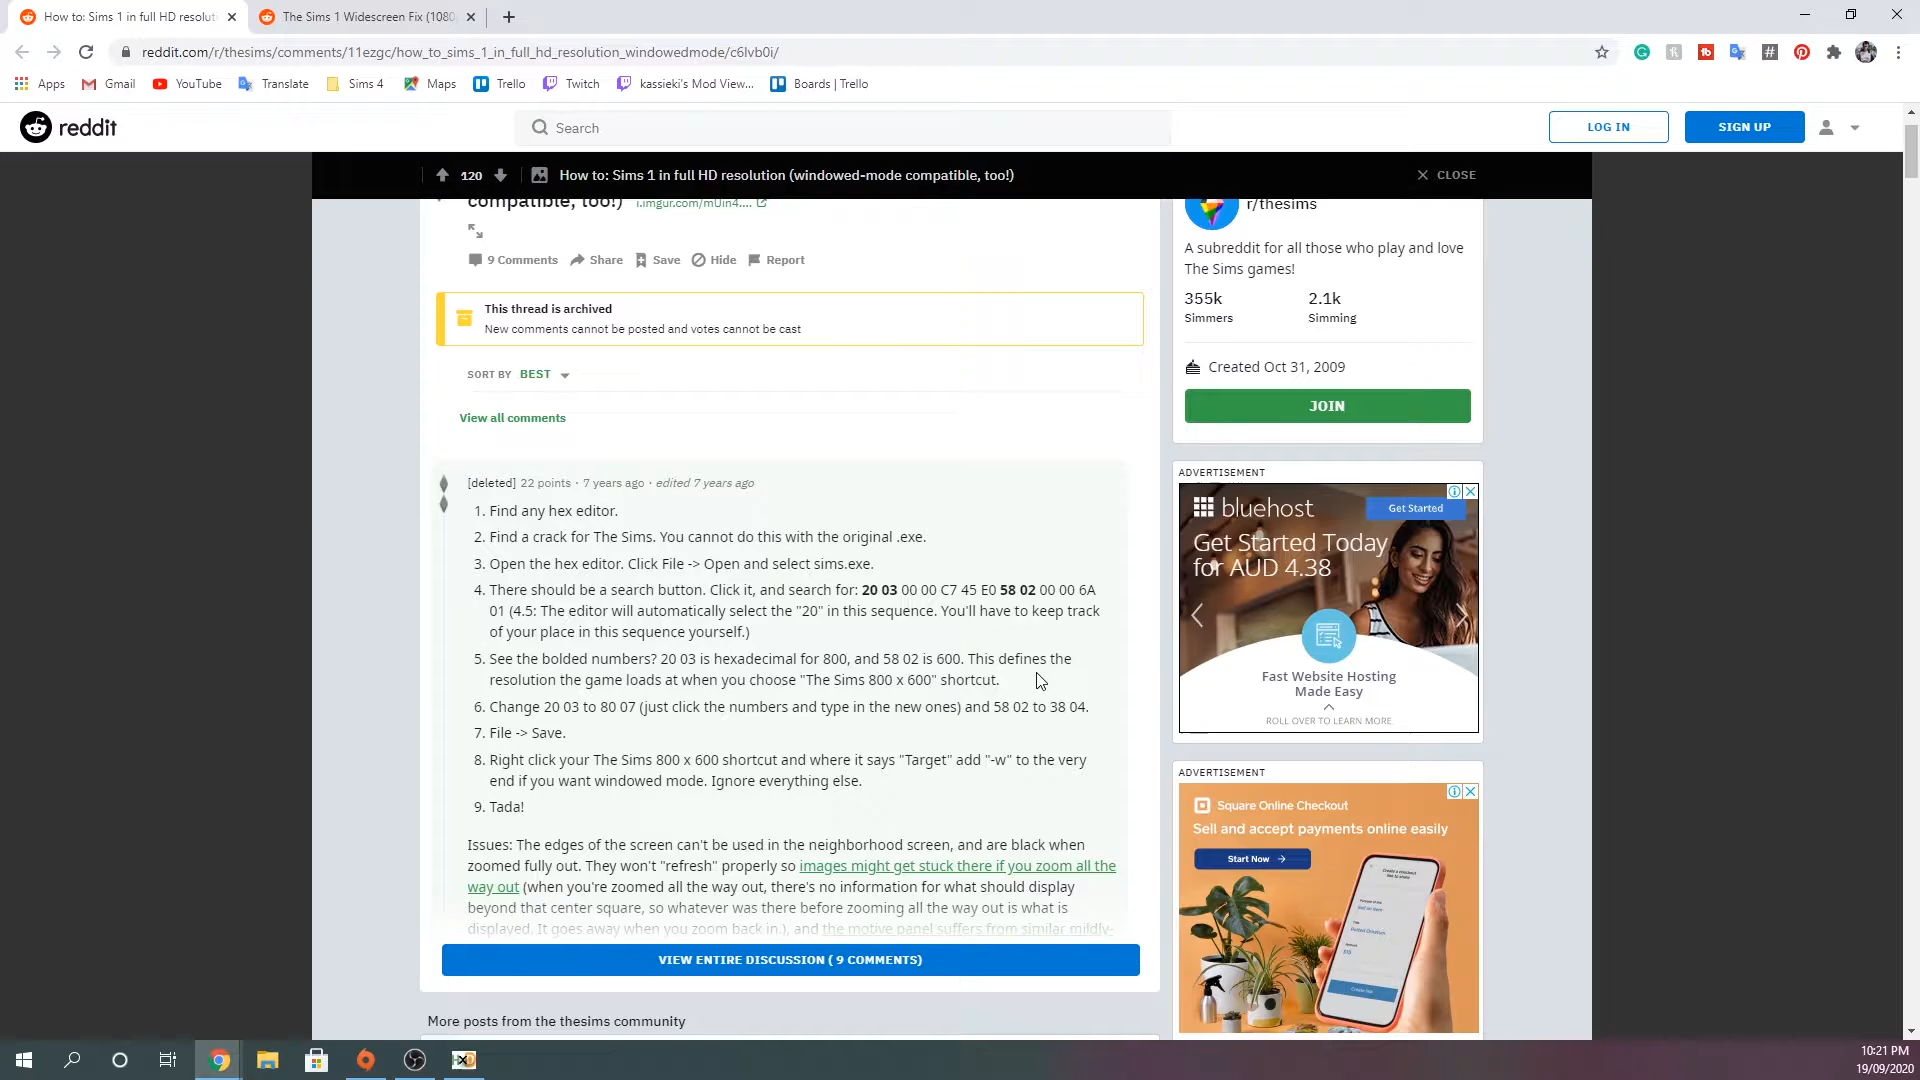 How to: Sims 1 in full HD resoluti
The Sims 1 Widescreen Fix (1080
reddit.com/r/thesims/comments/11ezgc/how_to_sims_1_in_full_hd_resolution_windowedmode/c6lvb0i/
Apps
Gmail
YouTube
Translate
Sims 4
Maps
Trello
Twitch
kassieki's Mod View...
Boards | Trello
reddit
Search
LOG IN
SIGN UP
120
How to: Sims 1 in full HD resolution (windowed-mode compatible, too!)
CLOSE
compatible, too!) i.imgur.com/mUin4....
9 Comments Share Save Hide Report
This thread is archived
New comments cannot be posted and votes cannot be cast
SORT BY BEST
View all comments
[deleted] 22 points · 7 years ago · edited 7 years ago
1. Find any hex editor.
2. Find a crack for The Sims. You cannot do this with the original .exe.
3. Open the hex editor. Click File -> Open and select sims.exe.
4. There should be a search button. Click it, and search for: 20 03 00 00 C7 45 E0 58 02 00 00 6A
01 (4.5: The editor will automatically select the "20" in this sequence. You'll have to keep track
of your place in this sequence yourself.)
5. See the bolded numbers? 20 03 is hexadecimal for 800, and 58 02 is 600. This defines the
resolution the game loads at when you choose "The Sims 800 x 600" shortcut.
6. Change 20 03 to 80 07 (just click the numbers and type in the new ones) and 58 02 to 38 04.
7. File -> Save.
8. Right click your The Sims 800 x 600 shortcut and where it says "Target" add "-w" to the very
end if you want windowed mode. Ignore everything else.
9. Tada!
Issues: The edges of the screen can't be used in the neighborhood screen, and are black when
zoomed fully out. They won't "refresh" properly so images might get stuck there if you zoom all the
way out (when you're zoomed all the way out, there's no information for what should display
beyond that center square, so whatever was there before zooming all the way out is what is
displayed. It goes away when you zoom back in.), and the motive panel suffers from similar mildly-
VIEW ENTIRE DISCUSSION ( 9 COMMENTS)
More posts from the thesims community
r/thesims
A subreddit for all those who play and love
The Sims games!
355k
Simmers
2.1k
Simming
Created Oct 31, 2009
JOIN
ADVERTISEMENT
bluehost
Get Started
Get Started Today
for AUD 4.38
Fast Website Hosting
Made Easy
ROLL OVER TO LEARN MORE
ADVERTISEMENT
Square Online Checkout
Sell and accept payments online easily
Start Now
10:21 PM
19/09/2020